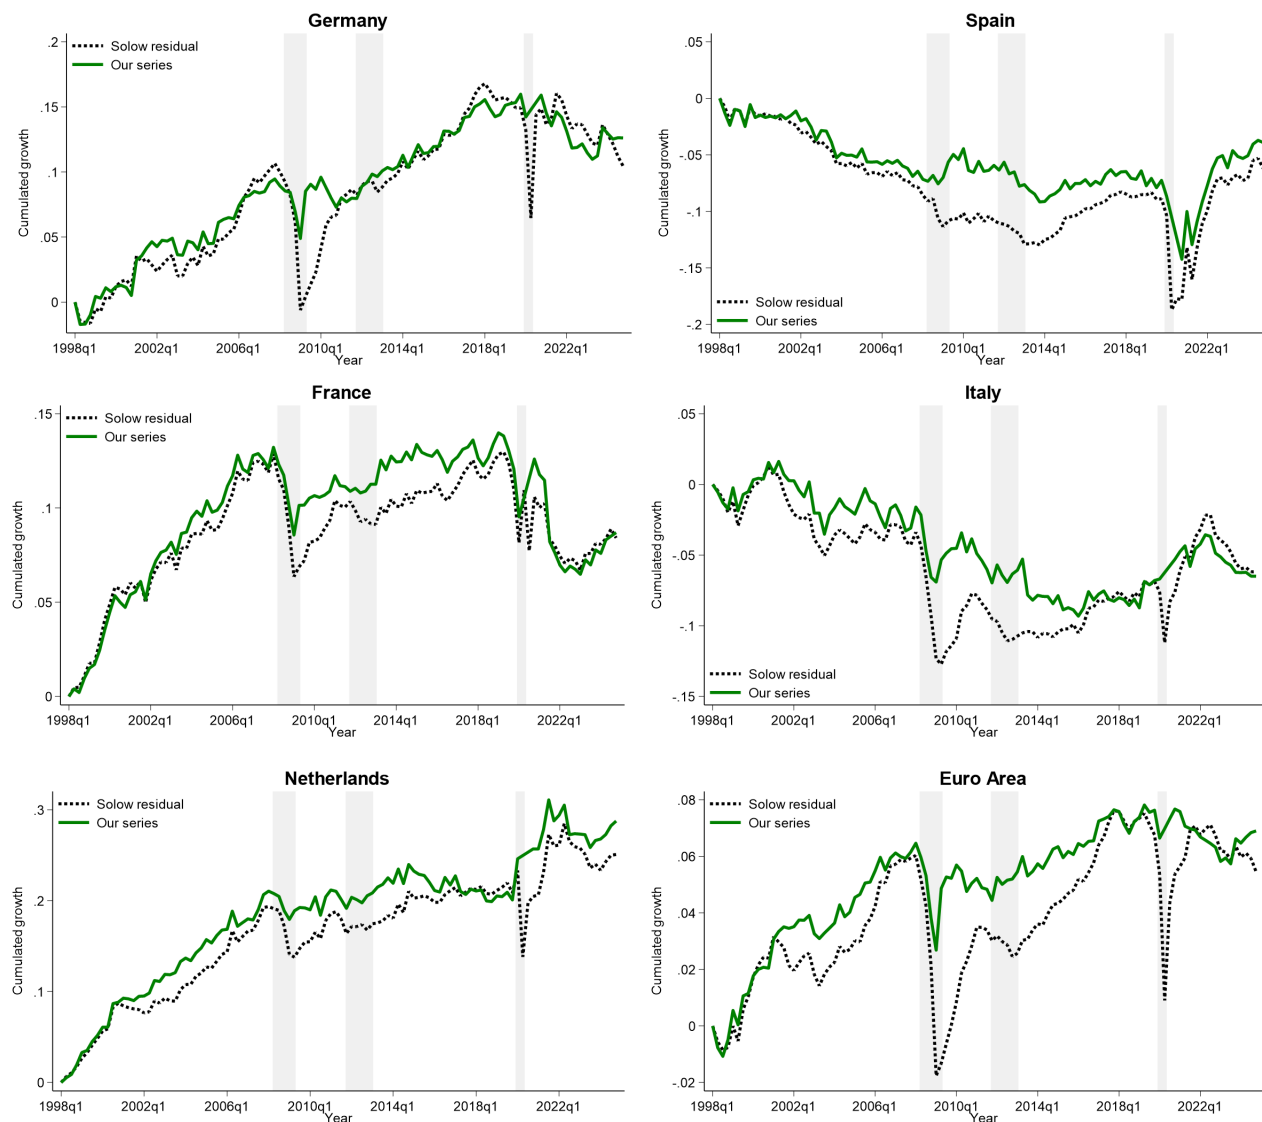 Germany
Cumulated growth
.2
.15
.1
.05
0
Solow residual
Our series
1998q1 2002q1 2006q1 2010q1 2014q1 2018q1 2022q1
Year
Spain
Cumulated growth
.05
0
-.05
-.1
-.15
-.2
Solow residual
Our series
1998q1 2002q1 2006q1 2010q1 2014q1 2018q1 2022q1
Year
France
Cumulated growth
.15
.1
.05
0
Solow residual
Our series
1998q1 2002q1 2006q1 2010q1 2014q1 2018q1 2022q1
Year
Italy
Cumulated growth
.05
0
-.05
-.1
-.15
Solow residual
Our series
1998q1 2002q1 2006q1 2010q1 2014q1 2018q1 2022q1
Year
Netherlands
Cumulated growth
.3
.2
.1
0
Solow residual
Our series
1998q1 2002q1 2006q1 2010q1 2014q1 2018q1 2022q1
Year
Euro Area
Cumulated growth
.08
.06
.04
.02
0
-.02
Solow residual
Our series
1998q1 2002q1 2006q1 2010q1 2014q1 2018q1 2022q1
Year